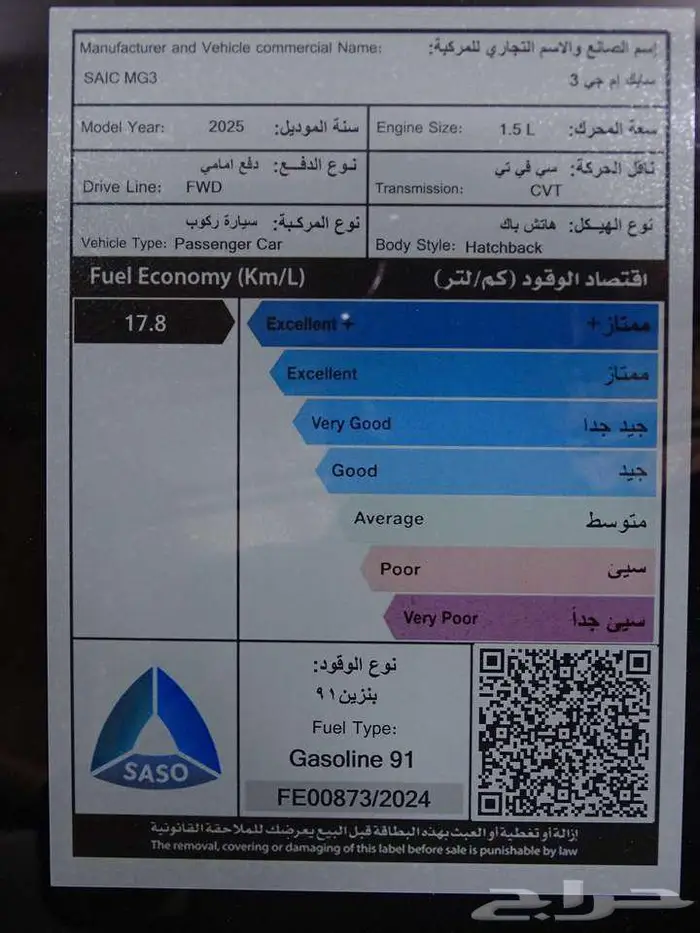 Manufacturer and Vehicle commercial Name: إسم الصانع والاسم التجاري للمركبة:
SAIC MG3 سايك ام جي 3
Model Year: 2025 سنة الموديل:
Engine Size: 1.5 L سعة المحرك:
نوع الدفع: دفع امامي
Drive Line: FWD
ناقل الحركة: سي في تي
Transmission: CVT
نوع المركبة: سيارة ركوب
Vehicle Type: Passenger Car
نوع الهيكل: هاتش باك
Body Style: Hatchback
Fuel Economy (Km/L) اقتصاد الوقود (كم/لتر)
17.8
Excellent + ممتاز+
Excellent ممتاز
Very Good جيد جدا
Good جيد
Average متوسط
Poor سيئ
Very Poor سيئ جداً
SASO
نوع الوقود:
بنزين ٩١
Fuel Type:
Gasoline 91
FE00873/2024
إزالة أو تغطية أو العبث بهذه البطاقة قبل البيع يعرضك للملاحقة القانونية
The removal, covering or damaging of this label before sale is punishable by law
حراج